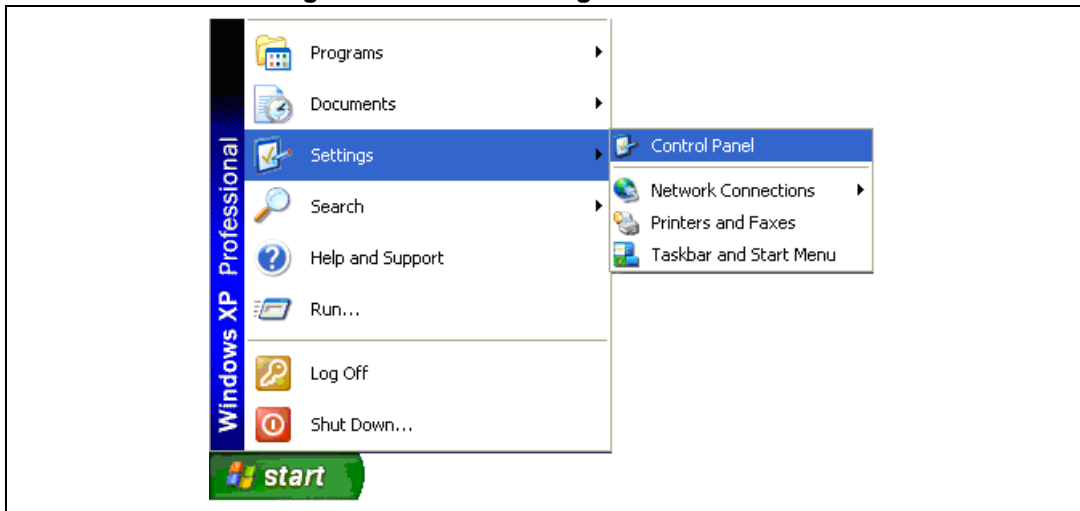 Programs
Documents
Settings
Search
Help and Support
Run...
Log Off
Shut Down...
Windows XP Professional
start
Control Panel
Network Connections
Printers and Faxes
Taskbar and Start Menu